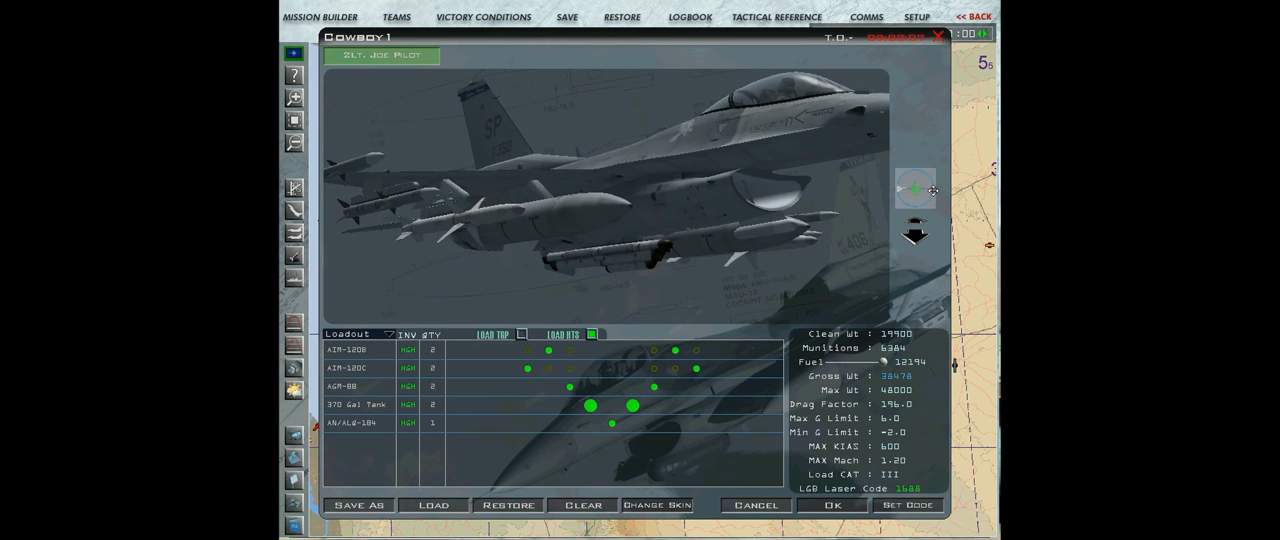 MISSION BUILDER TEAMS VICTORY CONDITIONS SAVE RESTORE LOGBOOK TACTICAL REFERENCE COMMS SETUP << BACK
Cowboy1 T.O.-
:00
2Lt. Joe Pilot
55
SP
Loadout INV QTY LOAD TGP LOAD HTS
AIM-120B HGH 2
AIM-120C HGH 2
AGM-88 HGH 2
370 Gal Tank HGH 2
AN/ALQ-184 HGH 1
Clean Wt : 19900
Munitions : 6384
Fuel 12194
Gross Wt : 38478
Max Wt : 48000
Drag Factor : 196.0
Max G Limit : 6.0
Min G Limit : -2.0
MAX KIAS : 600
MAX Mach : 1.20
Load CAT : III
LGB Laser Code 1688
Save As Load Restore Clear Change Skin Cancel Ok Set Code